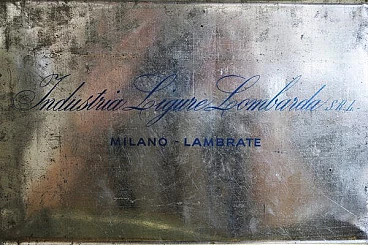 Industria Ligure Lombarda S.R.L.
MILANO - LAMBRATE